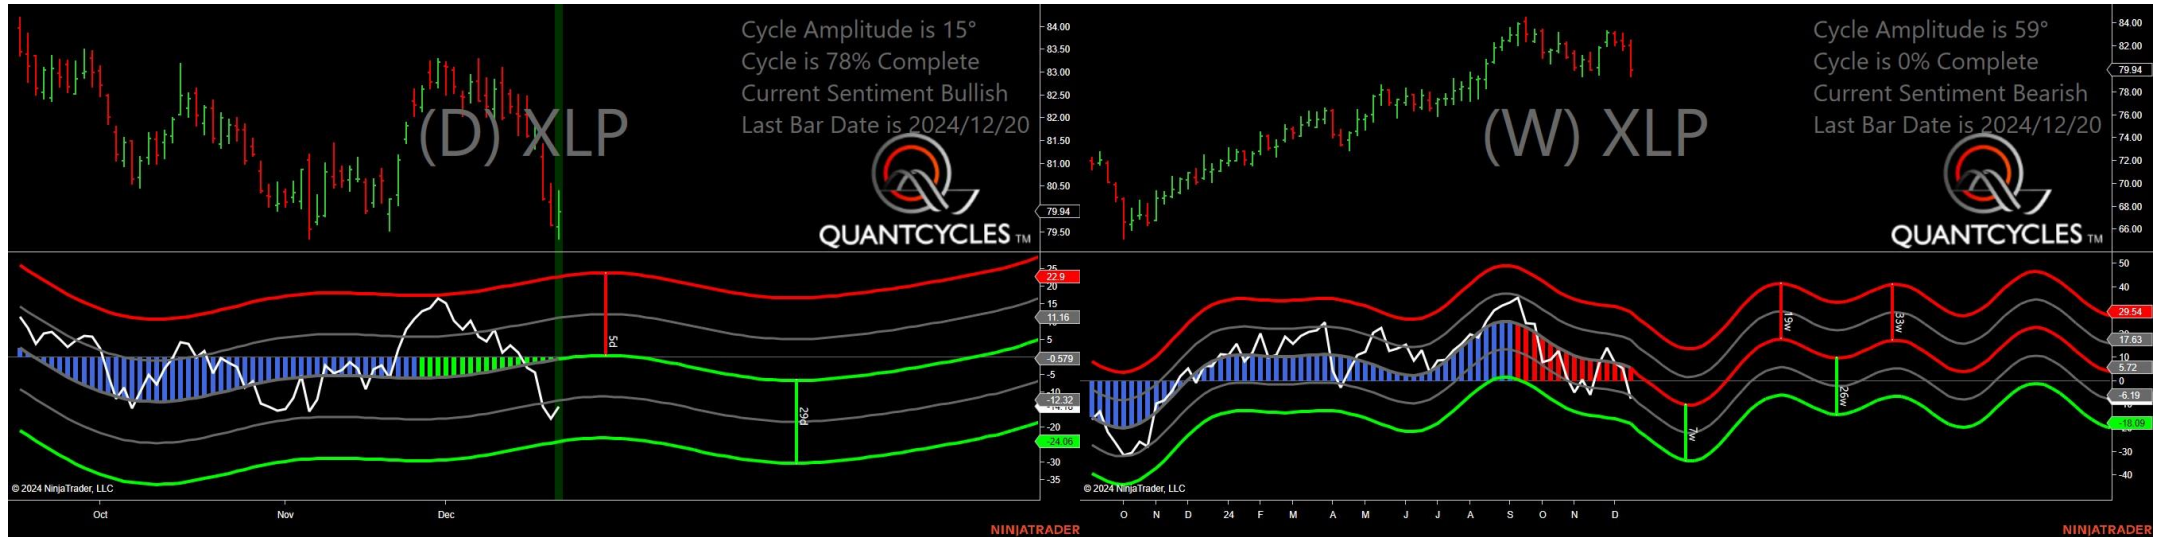 Cycle Amplitude is 15°
Cycle is 78% Complete
Current Sentiment Bullish
Last Bar Date is 2024/12/20
(D) XLP
QUANTCYCLES TM
84.00
83.50
83.00
82.50
82.00
81.50
81.00
80.50
79.94
79.50
25
22.9
20
15
11.16
5
-0.579
-5
-10
-12.32
-14.16
-20
-24.06
-30
-35
5d
29d
© 2024 NinjaTrader, LLC
Oct Nov Dec
NINJATRADER
Cycle Amplitude is 59°
Cycle is 0% Complete
Current Sentiment Bearish
Last Bar Date is 2024/12/20
(W) XLP
QUANTCYCLES TM
84.00
82.00
79.94
78.00
76.00
74.00
72.00
70.00
68.00
66.00
50
40
29.54
20
17.63
10
5.72
0
-6.19
-18.09
-30
-40
7w
19w
26w
33w
© 2024 NinjaTrader, LLC
O N D 24 F M A M J J A S O N D
NINJATRADER